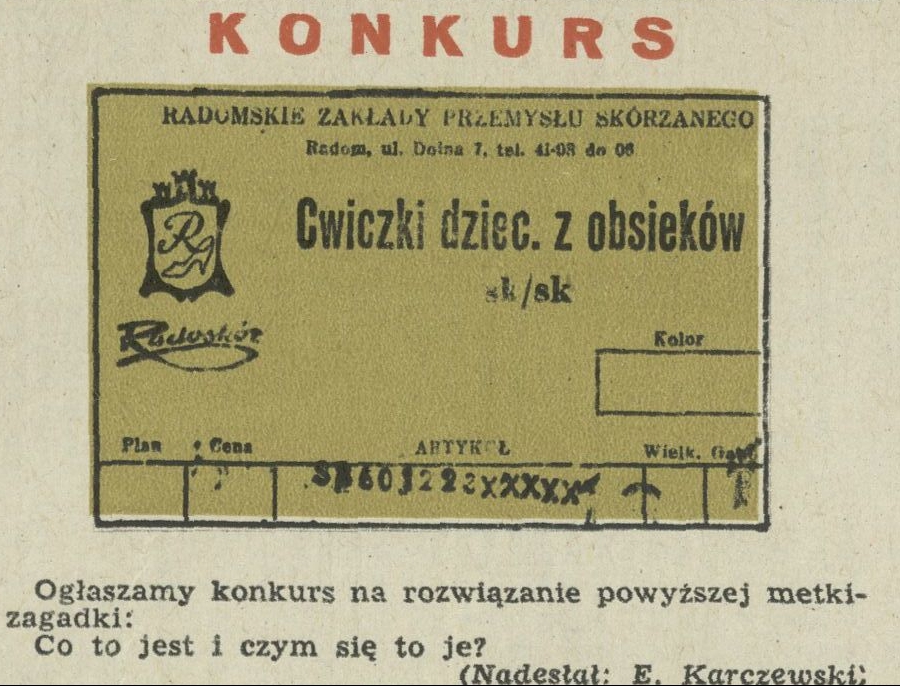 KONKURS
RADOMSKIE ZAKŁADY PRZEMYSŁU SKÓRZANEGO
Radom, ul. Dolna 7, tel. 41-03 do 06
Cwiczki dziec. z obsieków
sk/sk
Radoskór
Kolor
Plan Cena ARTYKUŁ Wielk.
Ogłaszamy konkurs na rozwiązanie powyższej metki-
zagadki:
Co to jest i czym się to je?
(Nadesłał: E. Karczewski)